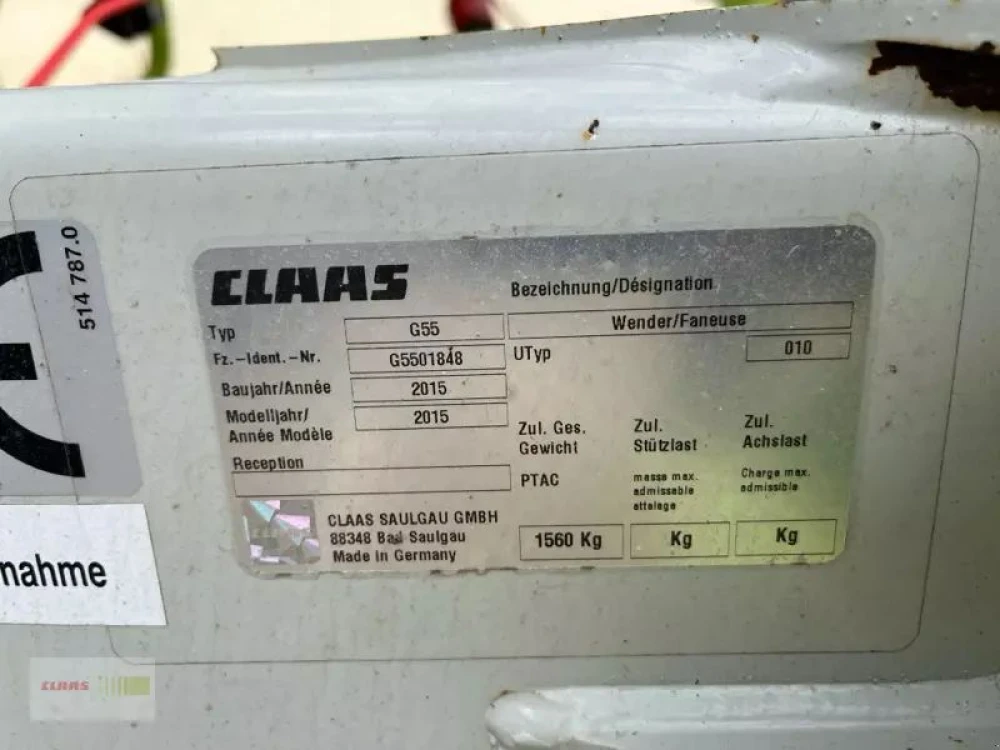 514 787.0
CLAAS
Bezeichnung/Désignation
Typ G55 Wender/Faneuse
Fz.-Ident.-Nr. G5501848 UTyp 010
Baujahr/Année 2015
Modelljahr/ 2015
Année Modèle
Zul. Ges. Zul. Zul.
Gewicht Stützlast Achslast
Reception
PTAC masse max. Charge max.
admissable admissible
attelage
CLAAS SAULGAU GMBH
88348 Bad Saulgau
Made in Germany
1560 Kg Kg Kg
nahme
CLAAS